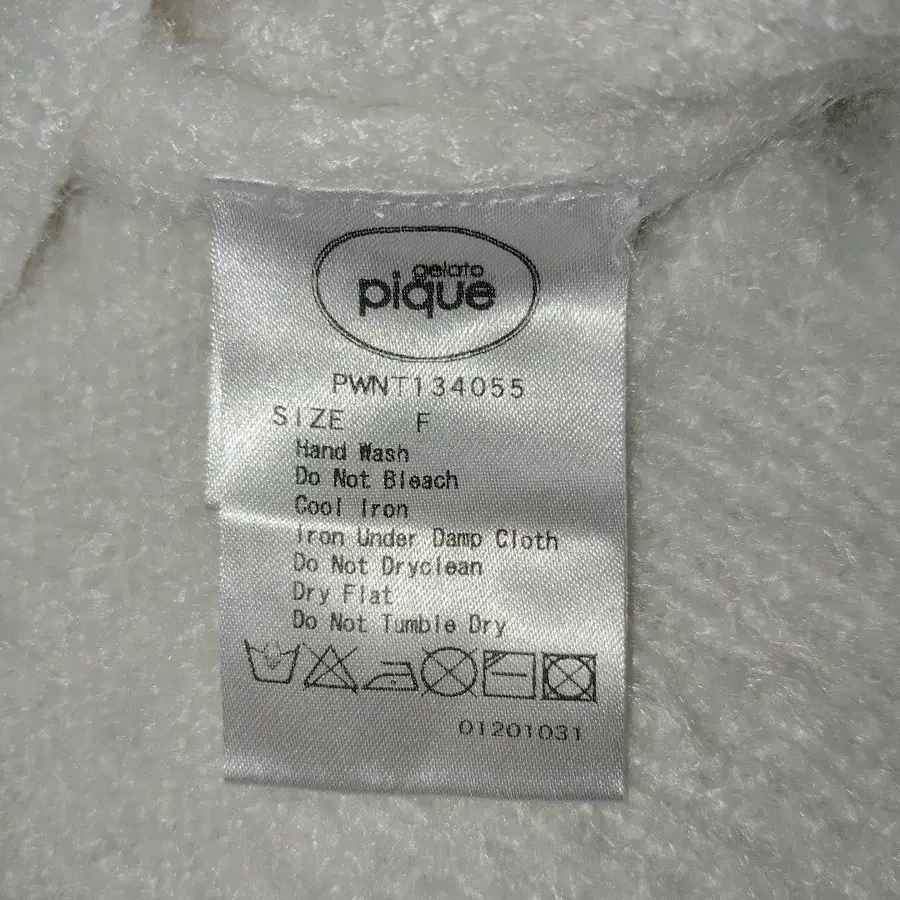 gelato
pique
PWNT134055
SIZE F
Hand Wash
Do Not Bleach
Cool Iron
Iron Under Damp Cloth
Do Not Dryclean
Dry Flat
Do Not Tumble Dry
01201031